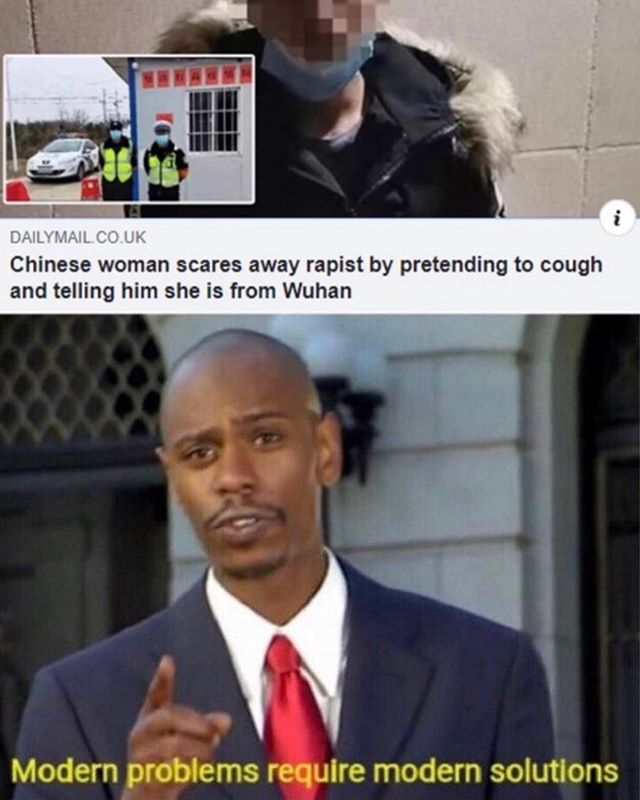 DAILYMAIL.CO.UK
Chinese woman scares away rapist by pretending to cough
and telling him she is from Wuhan
i
Modern problems require modern solutions